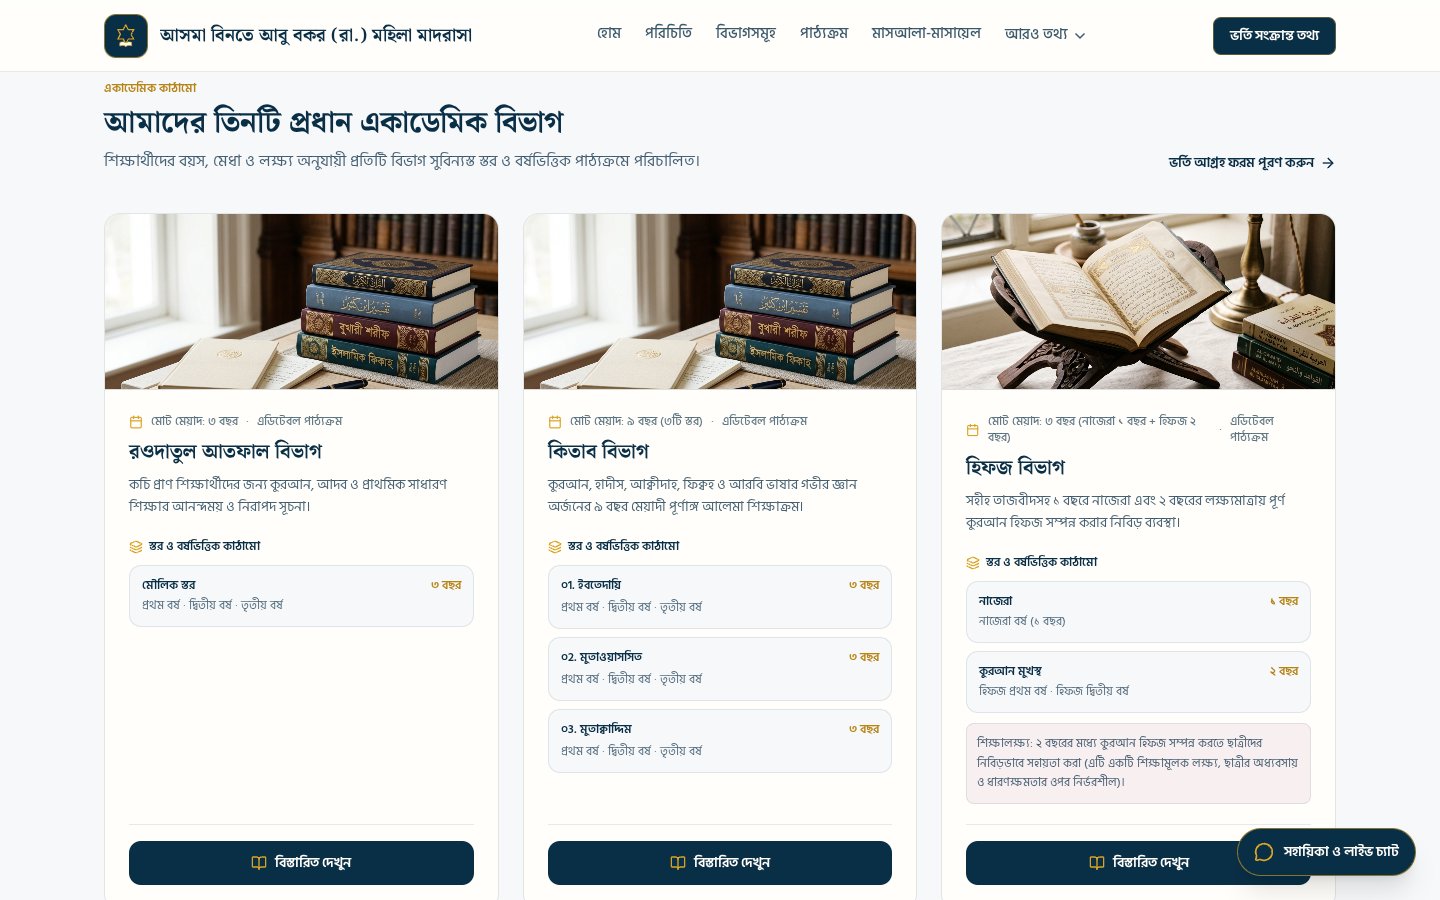 আসমা বিনতে আবু বকর (রা.) মহিলা মাদরাসা
হোম
পরিচিতি
বিভাগসমূহ
পাঠ্যক্রম
মাসআলা-মাসায়েল
আরও তথ্য
ভর্তি সংক্রান্ত তথ্য
একাডেমিক কাঠামো
আমাদের তিনটি প্রধান একাডেমিক বিভাগ
শিক্ষার্থীদের বয়স, মেধা ও লক্ষ্য অনুযায়ী প্রতিটি বিভাগ সুবিন্যস্ত স্তর ও বর্ষভিত্তিক পাঠ্যক্রমে পরিচালিত।
ভর্তি আগ্রহ ফরম পূরণ করুন
تفسير ابن كثير
বুখারী শরীফ
ইসলামিক ফিকাহ
মোট মেয়াদ: ৩ বছর · এডিটেবল পাঠ্যক্রম
রওদাতুল আতফাল বিভাগ
কচি প্রাণ শিক্ষার্থীদের জন্য কুরআন, আদব ও প্রাথমিক সাধারণ
শিক্ষার আনন্দময় ও নিরাপদ সূচনা।
স্তর ও বর্ষভিত্তিক কাঠামো
মৌলিক স্তর
৩ বছর
প্রথম বর্ষ · দ্বিতীয় বর্ষ · তৃতীয় বর্ষ
বিস্তারিত দেখুন
تفسير ابن كثير
বুখারী শরীফ
ইসলামিক ফিকাহ
মোট মেয়াদ: ৯ বছর (৩টি স্তর) · এডিটেবল পাঠ্যক্রম
কিতাব বিভাগ
কুরআন, হাদীস, আক্বীদাহ, ফিক্বহ ও আরবি ভাষার গভীর জ্ঞান
অর্জনের ৯ বছর মেয়াদী পূর্ণাঙ্গ আলেমা শিক্ষাক্রম।
স্তর ও বর্ষভিত্তিক কাঠামো
০১. ইবতেদায়ি
৩ বছর
প্রথম বর্ষ · দ্বিতীয় বর্ষ · তৃতীয় বর্ষ
০২. মুতাওয়াসসিত
৩ বছর
প্রথম বর্ষ · দ্বিতীয় বর্ষ · তৃতীয় বর্ষ
০৩. মুতাক্বাদ্দিম
৩ বছর
প্রথম বর্ষ · দ্বিতীয় বর্ষ · তৃতীয় বর্ষ
বিস্তারিত দেখুন
মোট মেয়াদ: ৩ বছর (নাজেরা ১ বছর + হিফজ ২
বছর)
· এডিটেবল
পাঠ্যক্রম
হিফজ বিভাগ
সহীহ তাজবীদসহ ১ বছরে নাজেরা এবং ২ বছরের লক্ষ্যমাত্রায় পূর্ণ
কুরআন হিফজ সম্পন্ন করার নিবিড় ব্যবস্থা।
স্তর ও বর্ষভিত্তিক কাঠামো
নাজেরা
১ বছর
নাজেরা বর্ষ (১ বছর)
কুরআন মুখস্থ
২ বছর
হিফজ প্রথম বর্ষ · হিফজ দ্বিতীয় বর্ষ
শিক্ষালক্ষ্য: ২ বছরের মধ্যে কুরআন হিফজ সম্পন্ন করতে ছাত্রীদের
নিবিড়ভাবে সহায়তা করা (এটি একটি শিক্ষামূলক লক্ষ্য, ছাত্রীর অধ্যবসায়
ও ধারণক্ষমতার ওপর নির্ভরশীল)।
বিস্তারিত দেখুন
সহায়িকা ও লাইভ চ্যাট